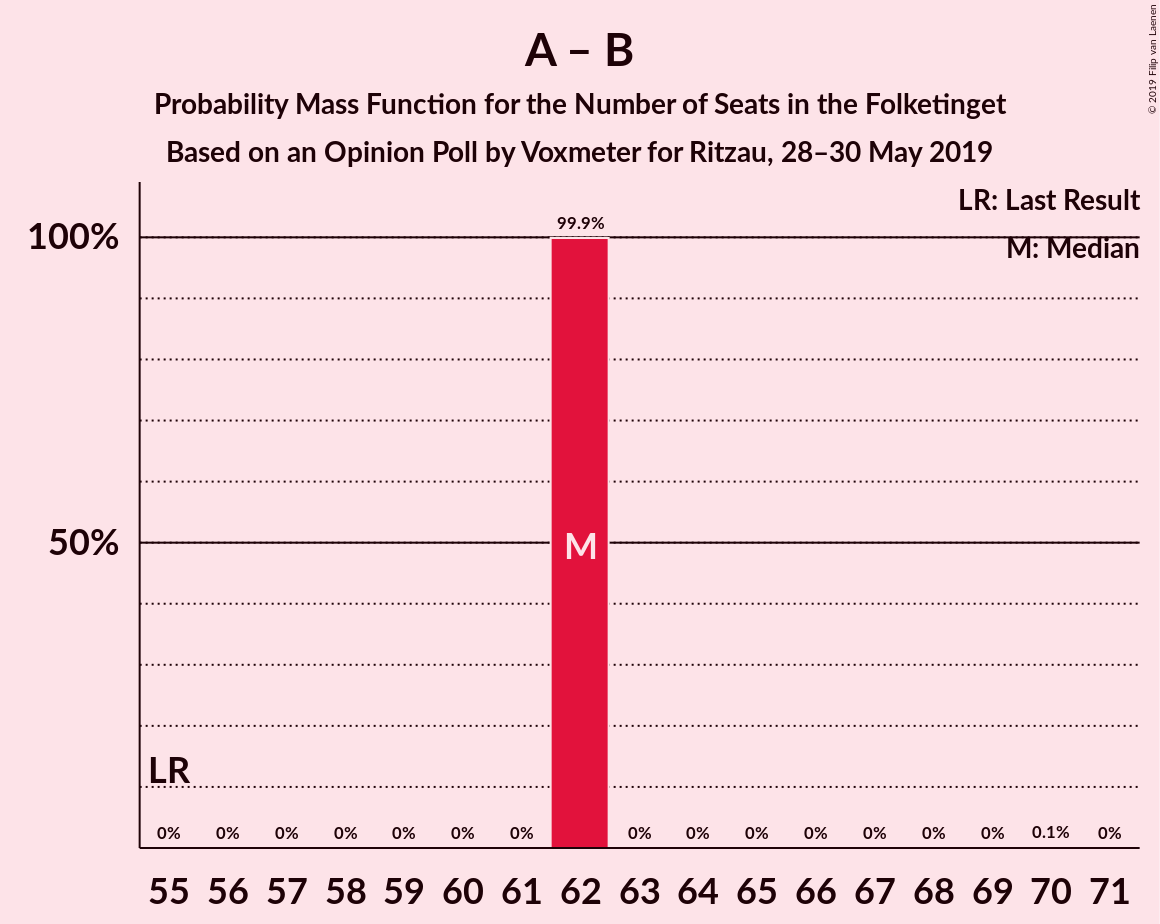 A – B
Probability Mass Function for the Number of Seats in the Folketinget
Based on an Opinion Poll by Voxmeter for Ritzau, 28–30 May 2019
© 2019 Filip van Laenen
LR: Last Result
M: Median
99.9%
100%
50%
M
LR
0% 0% 0% 0% 0% 0% 0% 0% 0% 0% 0% 0% 0% 0% 0.1% 0%
55 56 57 58 59 60 61 62 63 64 65 66 67 68 69 70 71